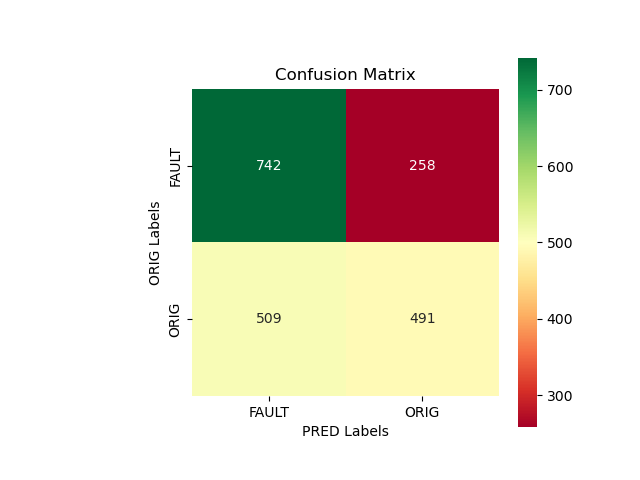 Confusion Matrix
ORIG Labels
FAULT
ORIG
742
258
509
491
FAULT
ORIG
PRED Labels
700
600
500
400
300